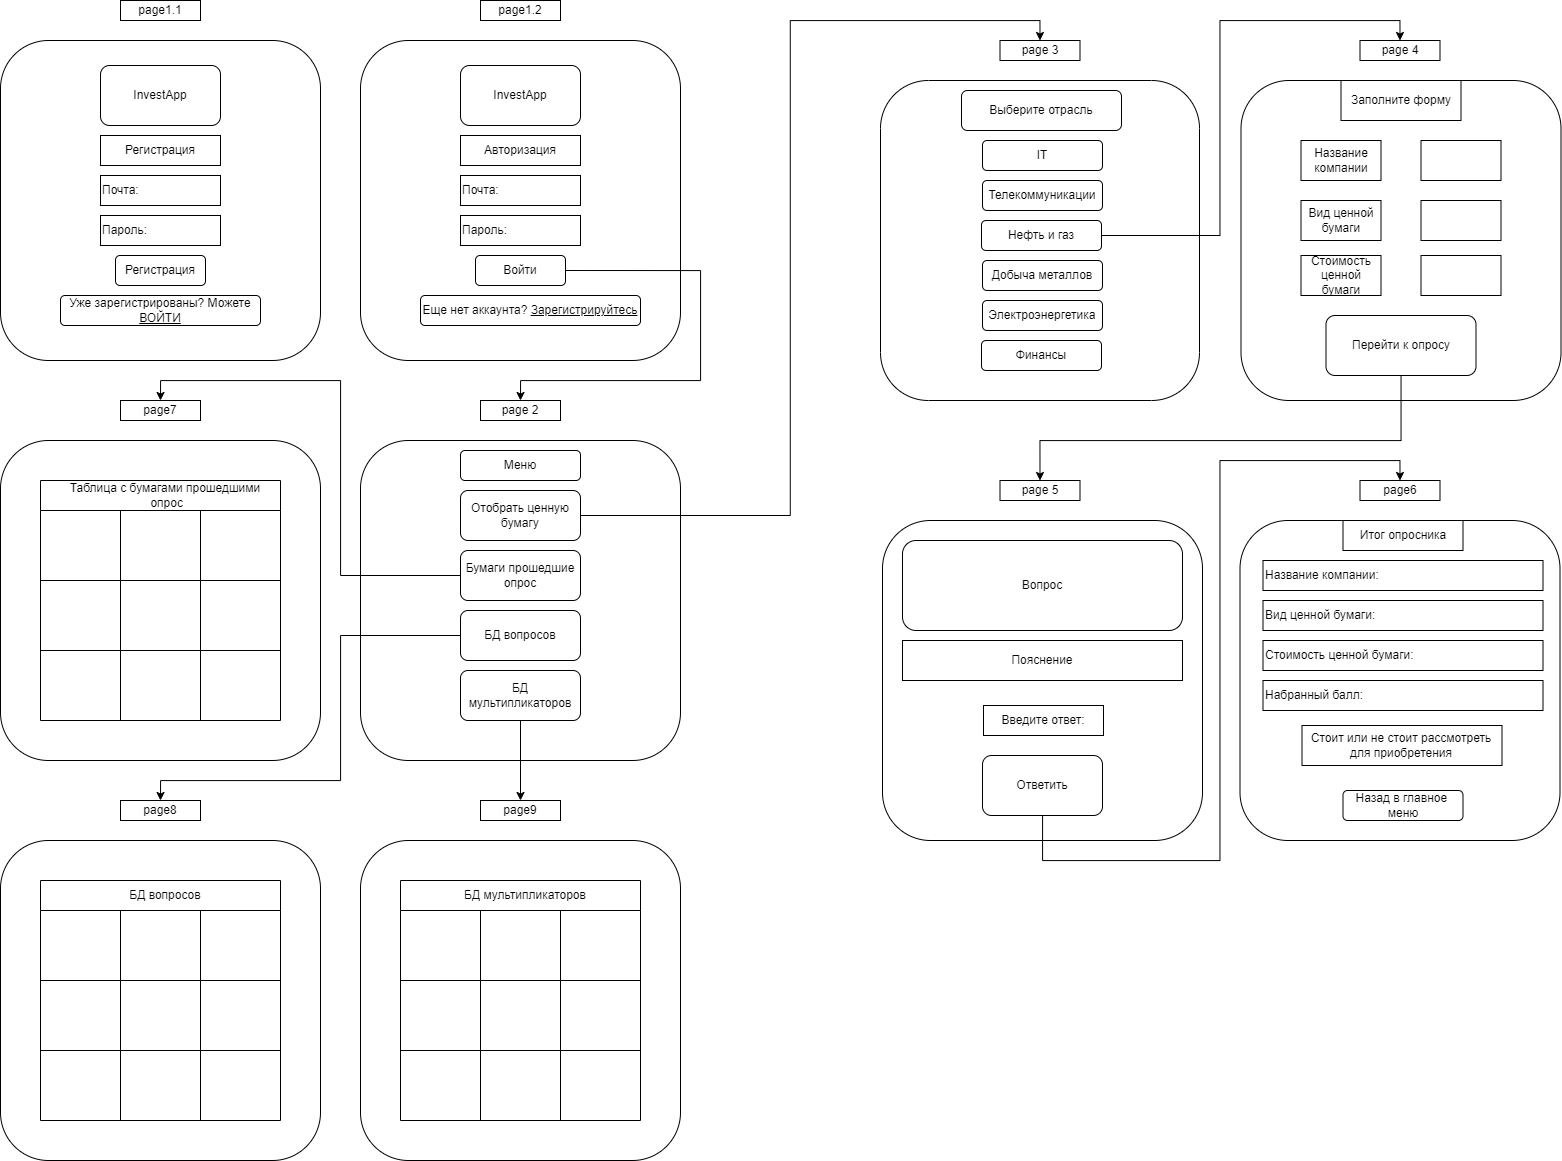 page1.1
InvestApp
Регистрация
Почта:
Пароль:
Регистрация
Уже зарегистрированы? Можете
ВОЙТИ
page1.2
InvestApp
Авторизация
Почта:
Пароль:
Войти
Еще нет аккаунта? Зарегистрируйтесь
page 3
Выберите отрасль
IT
Телекоммуникации
Нефть и газ
Добыча металлов
Электроэнергетика
Финансы
page 4
Заполните форму
Название
компании
Вид ценной
бумаги
Стоимость
ценной
бумаги
Перейти к опросу
page7
Таблица с бумагами прошедшими
опрос
page 2
Меню
Отобрать ценную
бумагу
Бумаги прошедшие
опрос
БД вопросов
БД
мультипликаторов
page 5
Вопрос
Пояснение
Введите ответ:
Ответить
page6
Итог опросника
Название компании:
Вид ценной бумаги:
Стоимость ценной бумаги:
Набранный балл:
Стоит или не стоит рассмотреть
для приобретения
Назад в главное
меню
page8
БД вопросов
page9
БД мультипликаторов